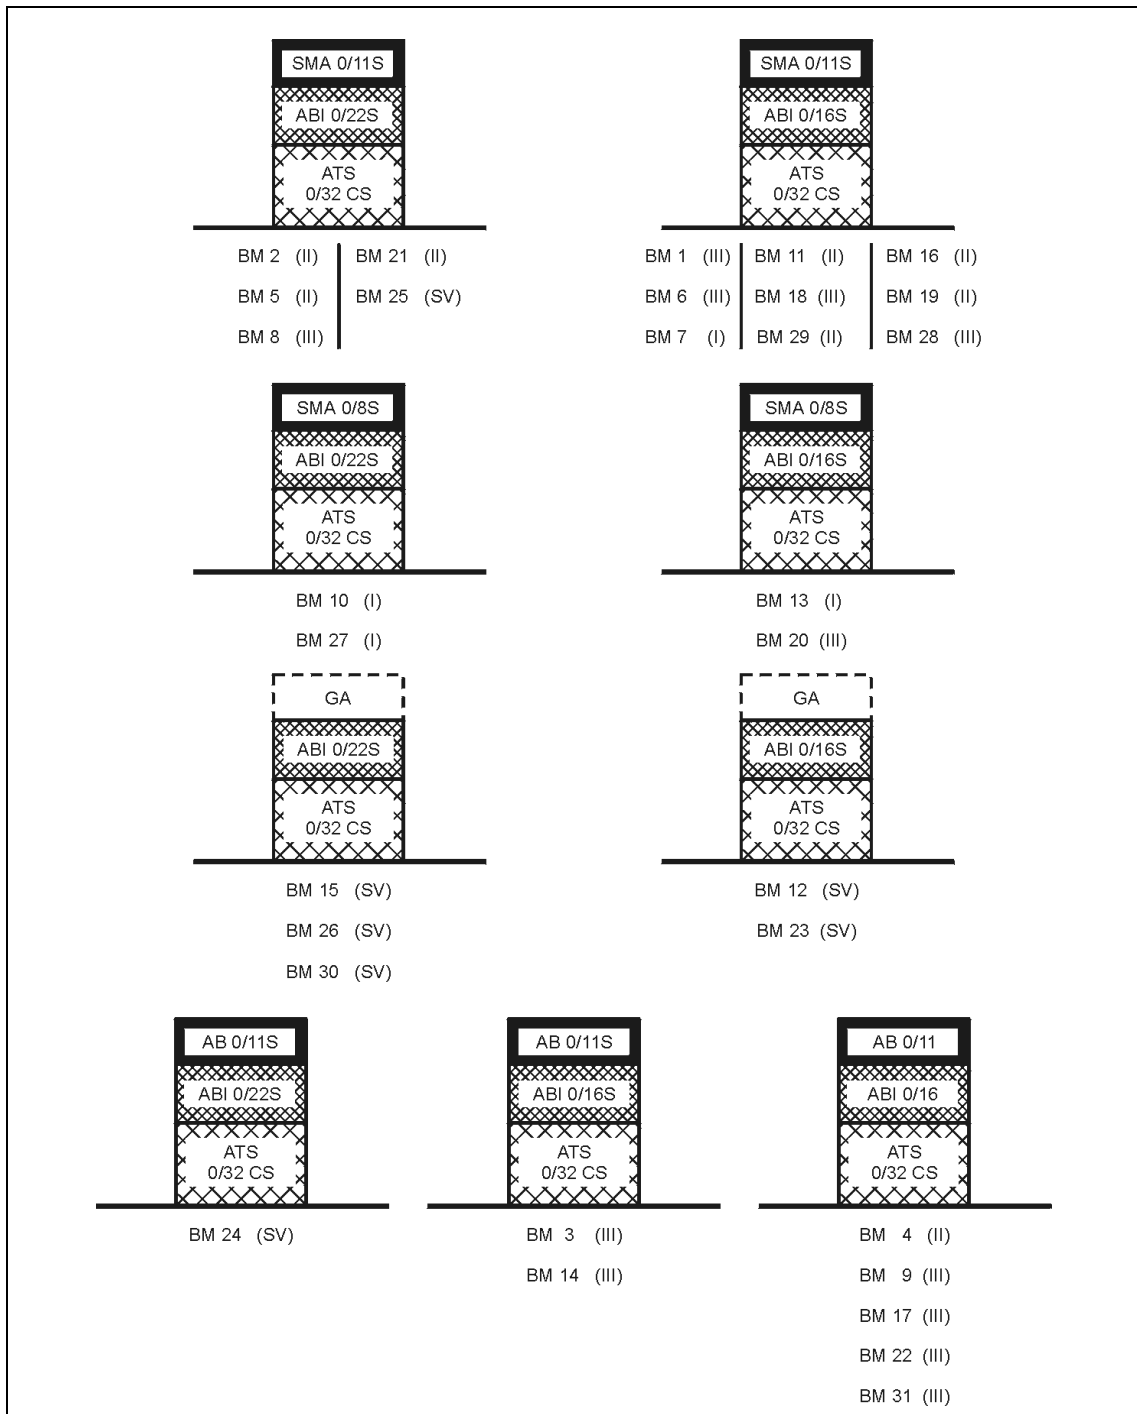 SMA 0/11S
ABI 0/22S
ATS
0/32 CS
BM 2 (II)
BM 5 (II)
BM 8 (III)
BM 21 (II)
BM 25 (SV)
SMA 0/11S
ABI 0/16S
ATS
0/32 CS
BM 1 (III)
BM 6 (III)
BM 7 (I)
BM 11 (II)
BM 18 (III)
BM 29 (II)
BM 16 (II)
BM 19 (II)
BM 28 (III)
SMA 0/8S
ABI 0/22S
ATS
0/32 CS
BM 10 (I)
BM 27 (I)
SMA 0/8S
ABI 0/16S
ATS
0/32 CS
BM 13 (I)
BM 20 (III)
GA
ABI 0/22S
ATS
0/32 CS
BM 15 (SV)
BM 26 (SV)
BM 30 (SV)
GA
ABI 0/16S
ATS
0/32 CS
BM 12 (SV)
BM 23 (SV)
AB 0/11S
ABI 0/22S
ATS
0/32 CS
BM 24 (SV)
AB 0/11S
ABI 0/16S
ATS
0/32 CS
BM 3 (III)
BM 14 (III)
AB 0/11
ABI 0/16
ATS
0/32 CS
BM 4 (II)
BM 9 (III)
BM 17 (III)
BM 22 (III)
BM 31 (III)